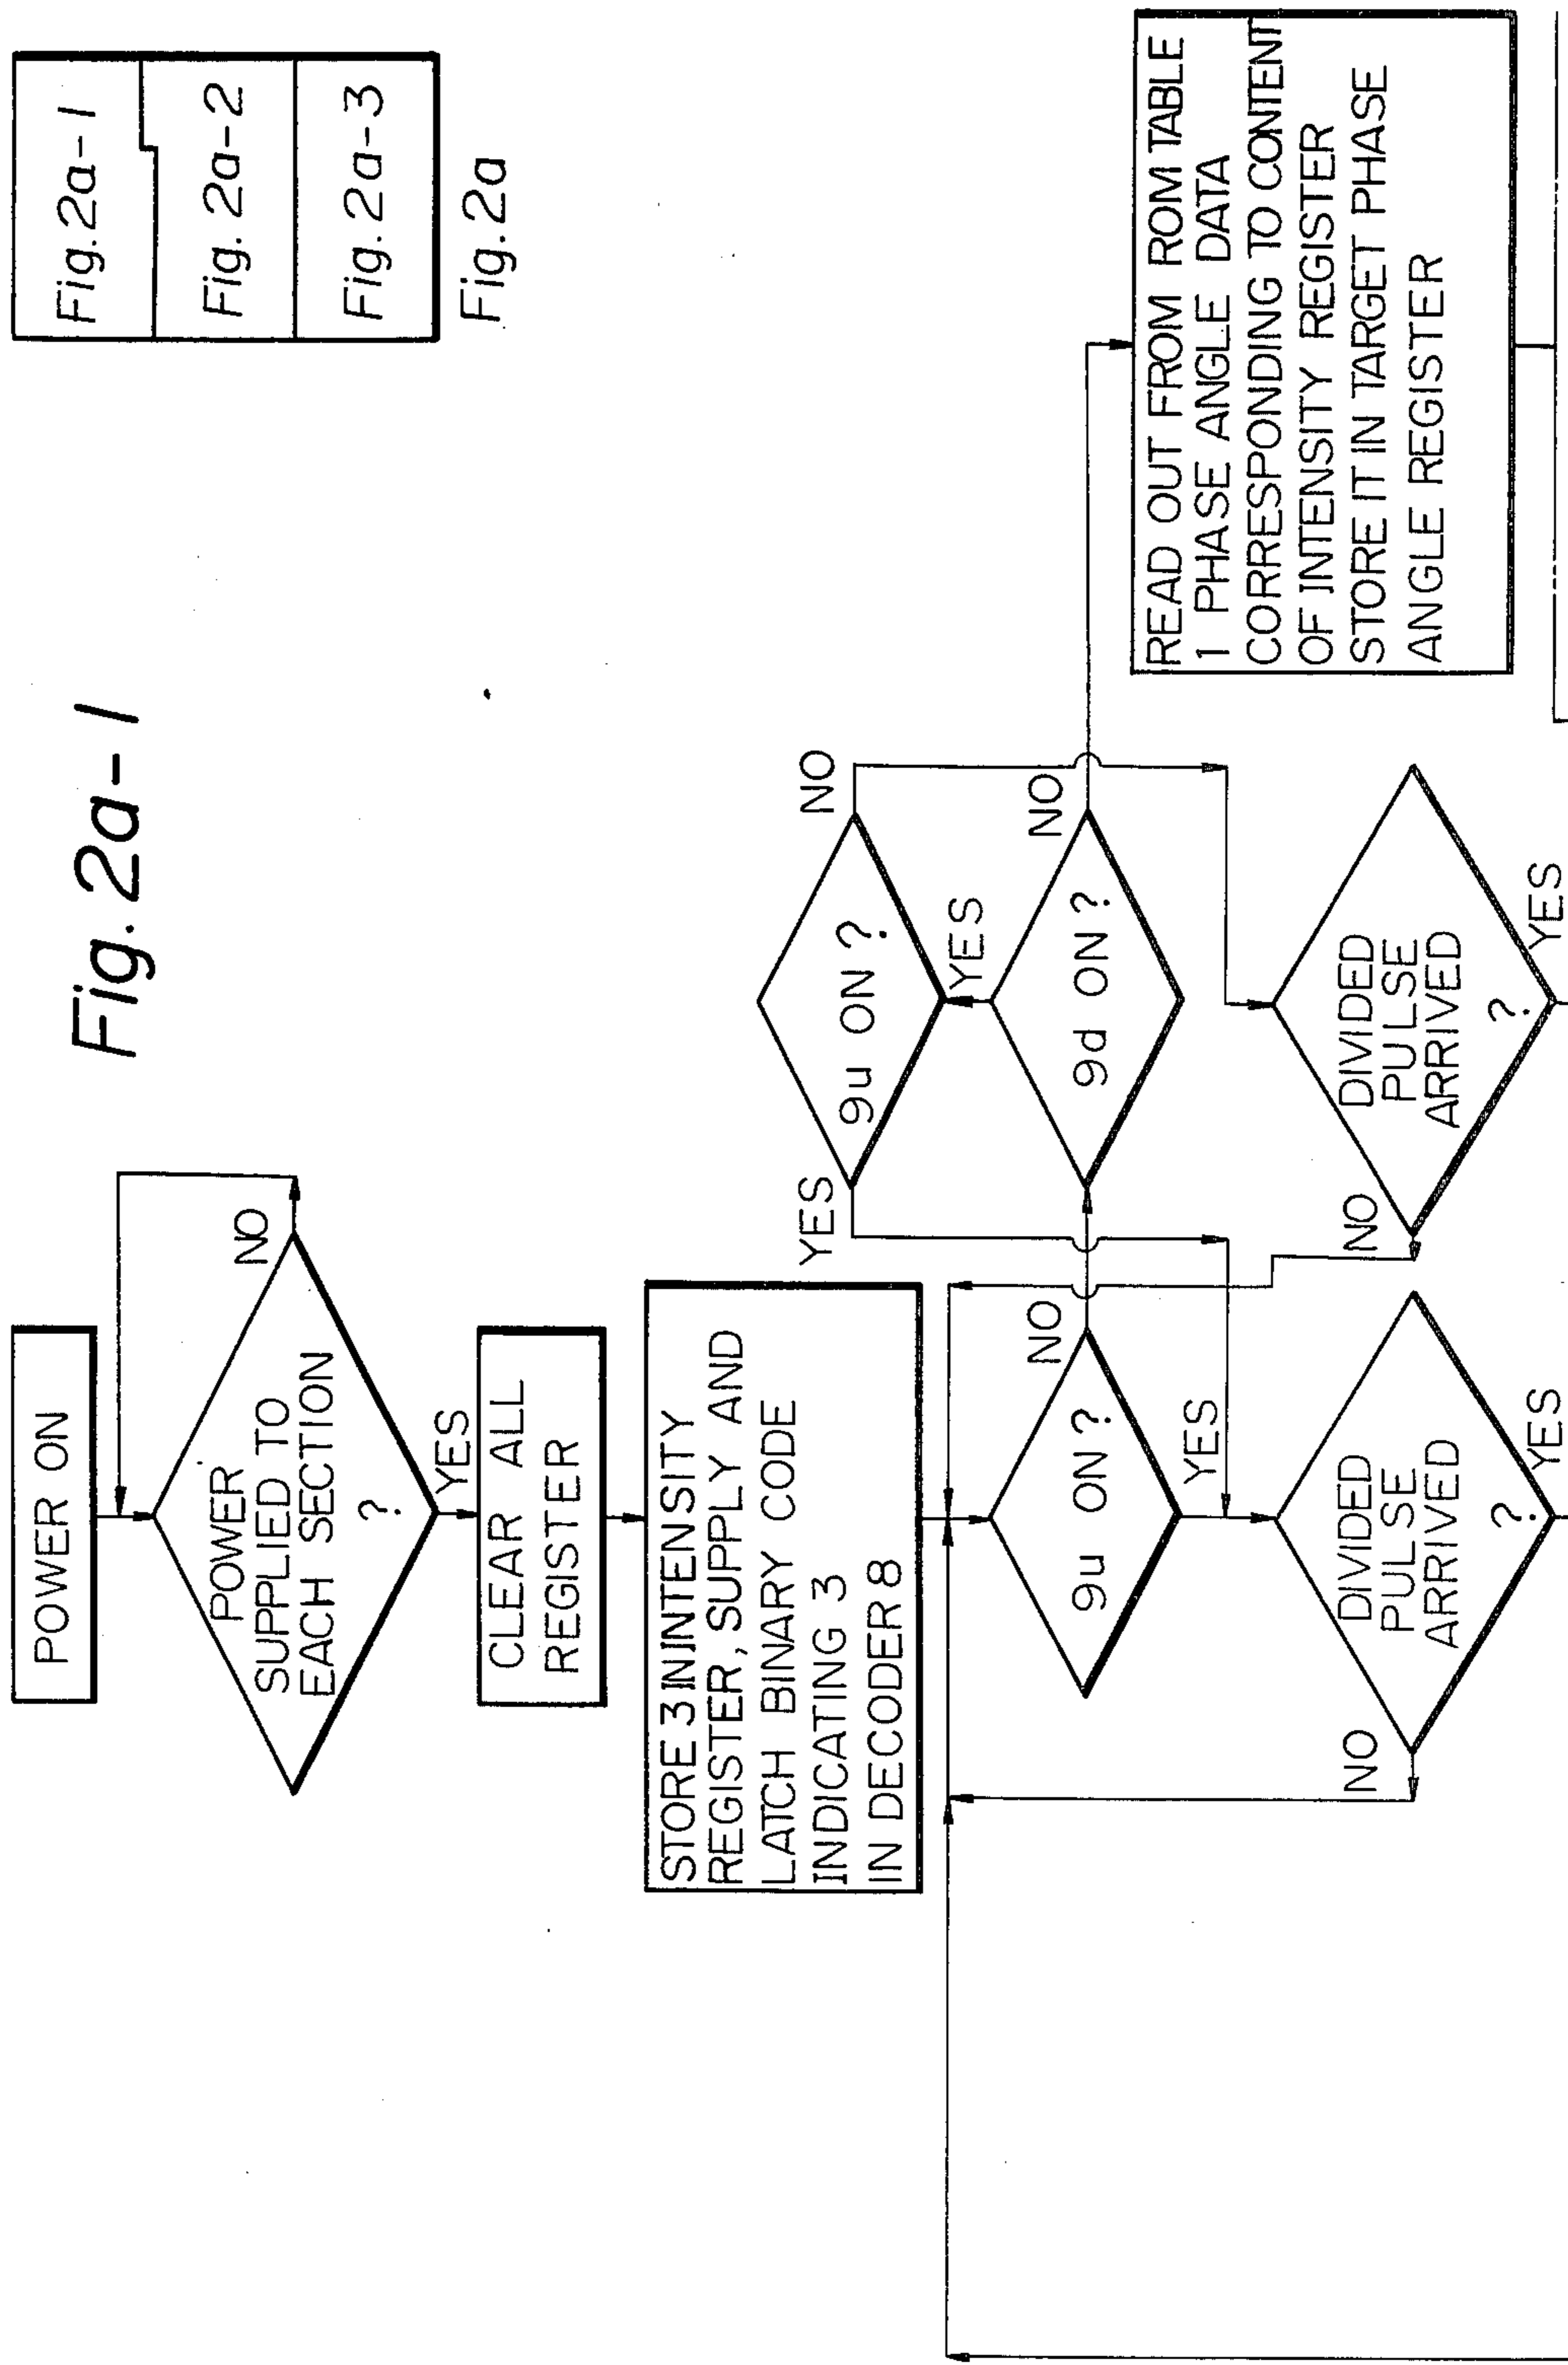 Fig. 2a-1
Fig. 2a-1
Fig. 2a-2
Fig. 2a-3
Fig. 2a
POWER ON
POWER
SUPPLIED TO
EACH SECTION
?
NO
YES
CLEAR ALL
REGISTER
STORE 3 IN INTENSITY
REGISTER, SUPPLY AND
LATCH BINARY CODE
INDICATING 3
IN DECODER 8
9u ON ?
NO
YES
9u ON ?
YES
NO
9d ON ?
YES
NO
DIVIDED
PULSE
ARRIVED
?
NO
YES
DIVIDED
PULSE
ARRIVED
?
NO
YES
READ OUT FROM ROM TABLE
1 PHASE ANGLE DATA
CORRESPONDING TO CONTENT
OF INTENSITY REGISTER
STORE IT IN TARGET PHASE
ANGLE REGISTER